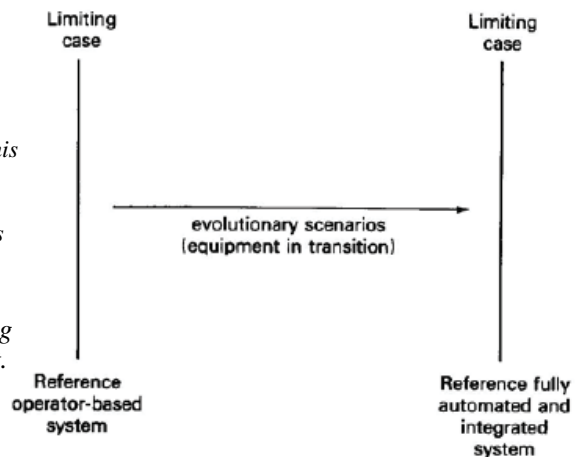 Limiting
case
Limiting
case
is
s
evolutionary scenarios
(equipment in transition)
g
.
Reference
operator-based
system
Reference fully
automated and
integrated
system